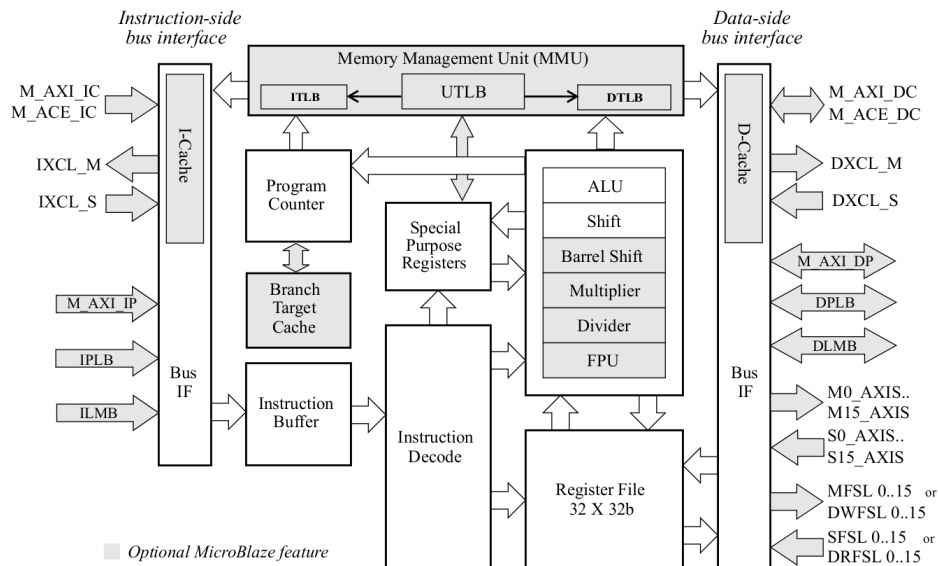 Instruction-side
bus interface
Data-side
bus interface
Memory Management Unit (MMU)
ITLB
UTLB
DTLB
M_AXI_IC
M_ACE_IC
IXCL_M
IXCL_S
I-Cache
M_AXI_IP
IPLB
ILMB
Bus
IF
Program
Counter
Branch
Target
Cache
Instruction
Buffer
Special
Purpose
Registers
Instruction
Decode
ALU
Shift
Barrel Shift
Multiplier
Divider
FPU
Register File
32 X 32b
D-Cache
Bus
IF
M_AXI_DC
M_ACE_DC
DXCL_M
DXCL_S
M_AXI_DP
DPLB
DLMB
M0_AXIS..
M15_AXIS
S0_AXIS..
S15_AXIS
MFSL 0..15 or
DWFSL 0..15
SFSL 0..15 or
DRFSL 0..15
Optional MicroBlaze feature